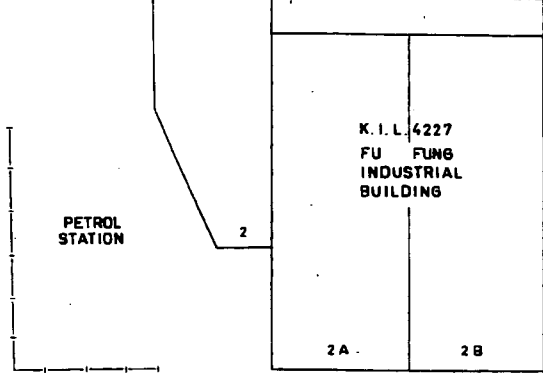 K.I.L. 4227
FU FUNG
INDUSTRIAL
BUILDING
PETROL
STATION
2
2A
2B